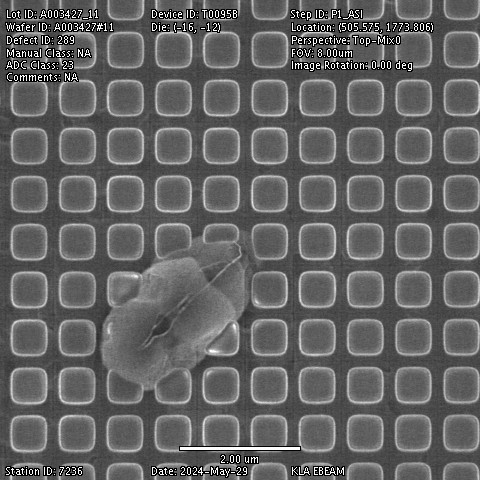 Lot ID: A003427_11
Device ID: T0095B
Step ID: P1_ASI
Wafer ID: A003427#11
Die: (-16, -12)
Location: (505.575, 1773.806)
Defect ID: 289
Perspective: Top-Mix0
Manual Class: NA
FOV: 8.00um
ADC Class: 23
Image Rotation: 0.00 deg
Comments: NA
2.00 um
Station ID: 7236
Date: 2024-May-29
KLA EBEAM